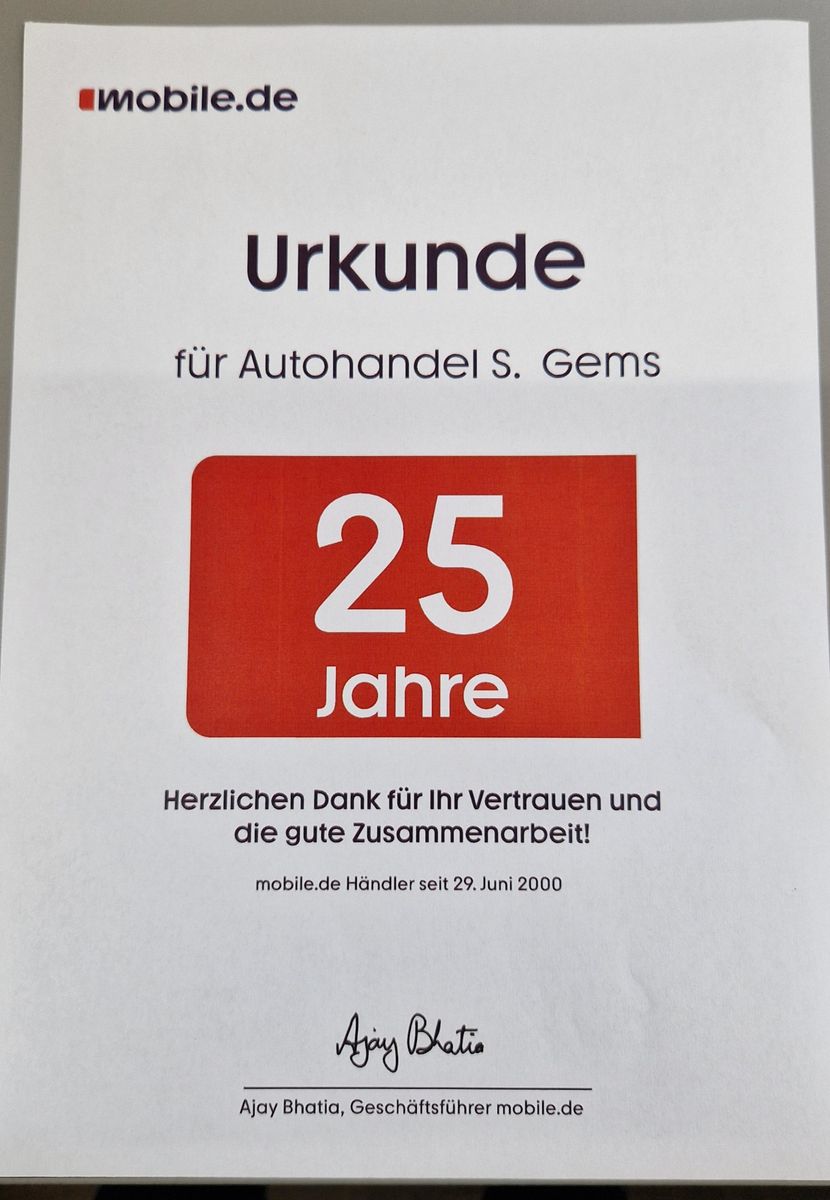 mobile.de
Urkunde
für Autohandel S. Gems
25
Jahre
Herzlichen Dank für Ihr Vertrauen und
die gute Zusammenarbeit!
mobile.de Händler seit 29. Juni 2000
Ajay Bhatia
Ajay Bhatia, Geschäftsführer mobile.de